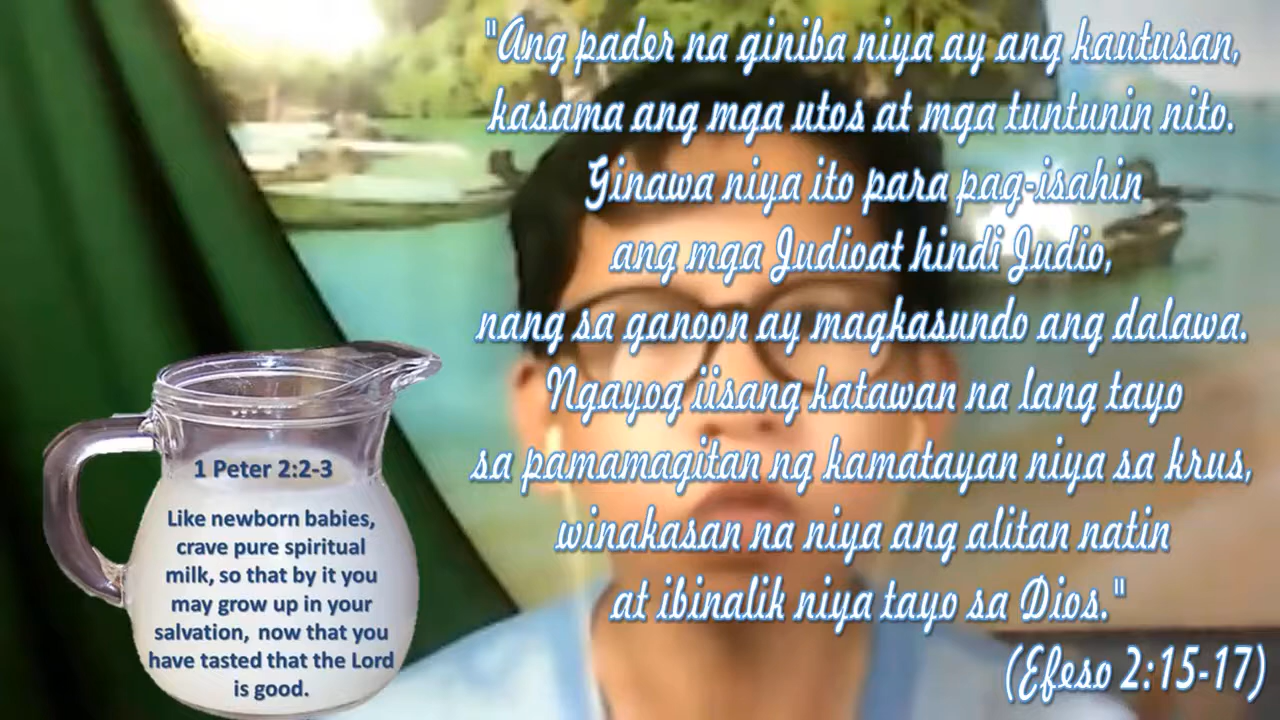 "Ang pader na giniba niya ay ang kautusan,
kasama ang mga utos at mga tuntunin nito.
Ginawa niya ito para pag-isahin
ang mga Judioat hindi Judio,
nang sa ganoon ay magkasundo ang dalawa.
Ngayog iisang katawan na lang tayo
sa pamamagitan ng kamatayan niya sa krus,
winakasan na niya ang alitan natin
at ibinalik niya tayo sa Dios."
(Efeso 2:15-17)
1 Peter 2:2-3
Like newborn babies,
crave pure spiritual
milk, so that by it you
may grow up in your
salvation, now that you
have tasted that the Lord
is good.